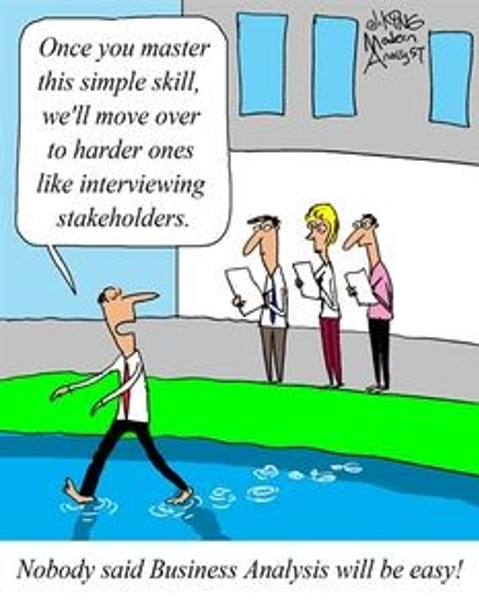 Once you master
this simple skill,
we'll move over
to harder ones
like interviewing
stakeholders.
Modern
Analyst
Nobody said Business Analysis will be easy!